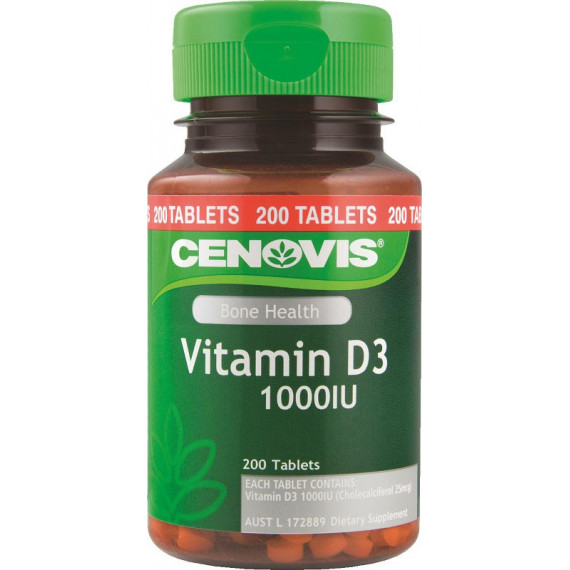 200 TABLETS 200 TABLETS 200 TAB
CENOVIS®
Bone Health
Vitamin D3
1000IU
200 Tablets
EACH TABLET CONTAINS:
Vitamin D3 1000IU (Cholecalciferol 25mcg)
AUST L 172889 Dietary Supplement